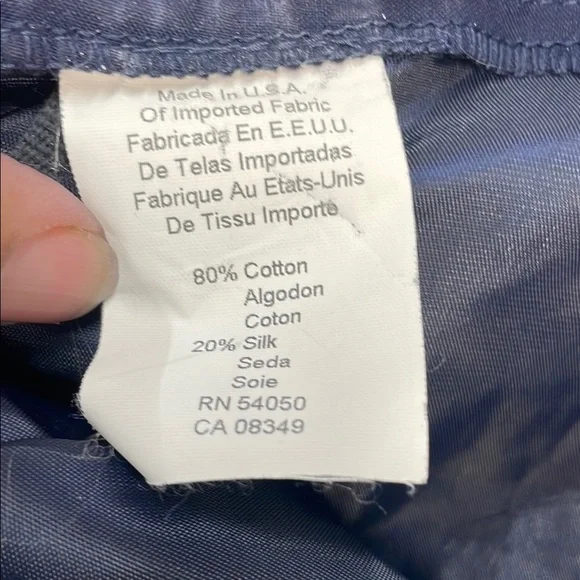 Made In U.S.A.
Of Imported Fabric
Fabricada En E.E.U.U.
De Telas Importadas
Fabrique Au Etats-Unis
De Tissu Importe
80% Cotton
Algodon
Coton
20% Silk
Seda
Soie
RN 54050
CA 08349